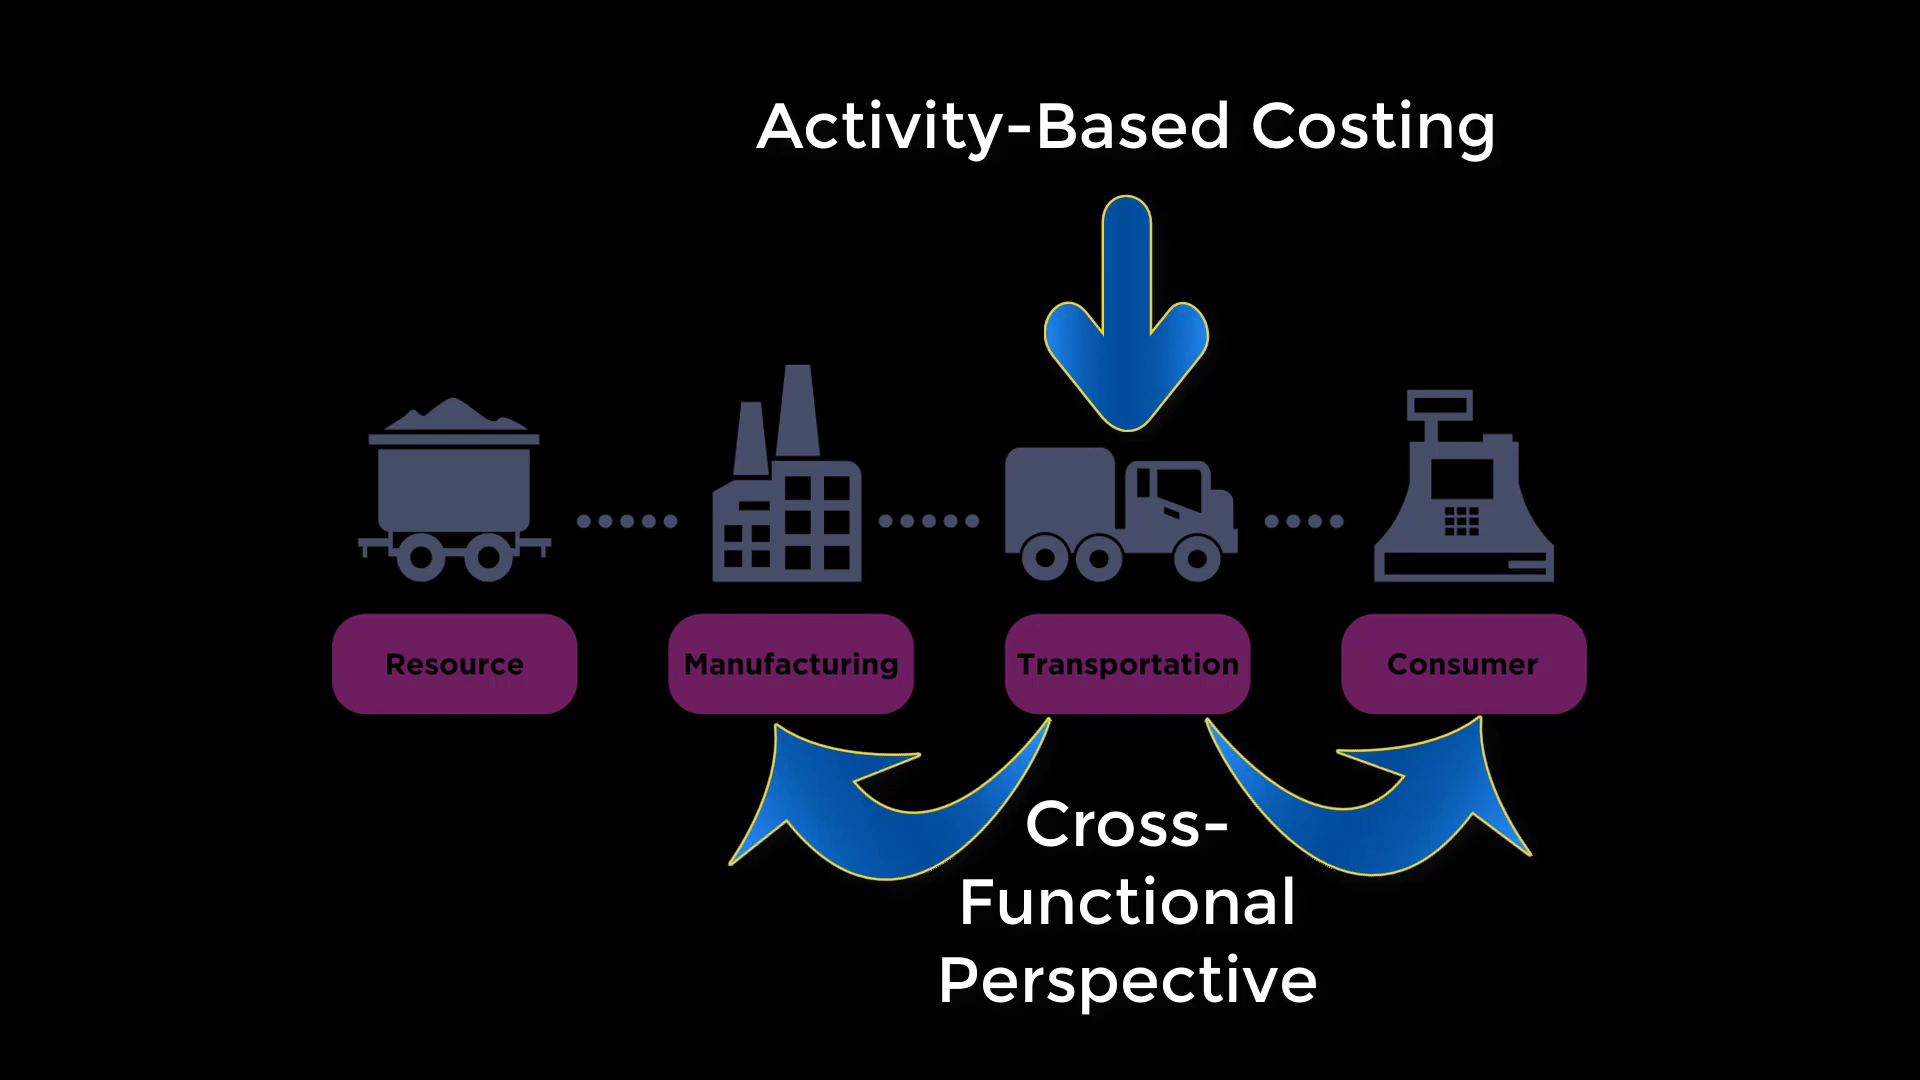 Activity-Based Costing
Resource
Manufacturing
Transportation
Consumer
Cross-
Functional
Perspective